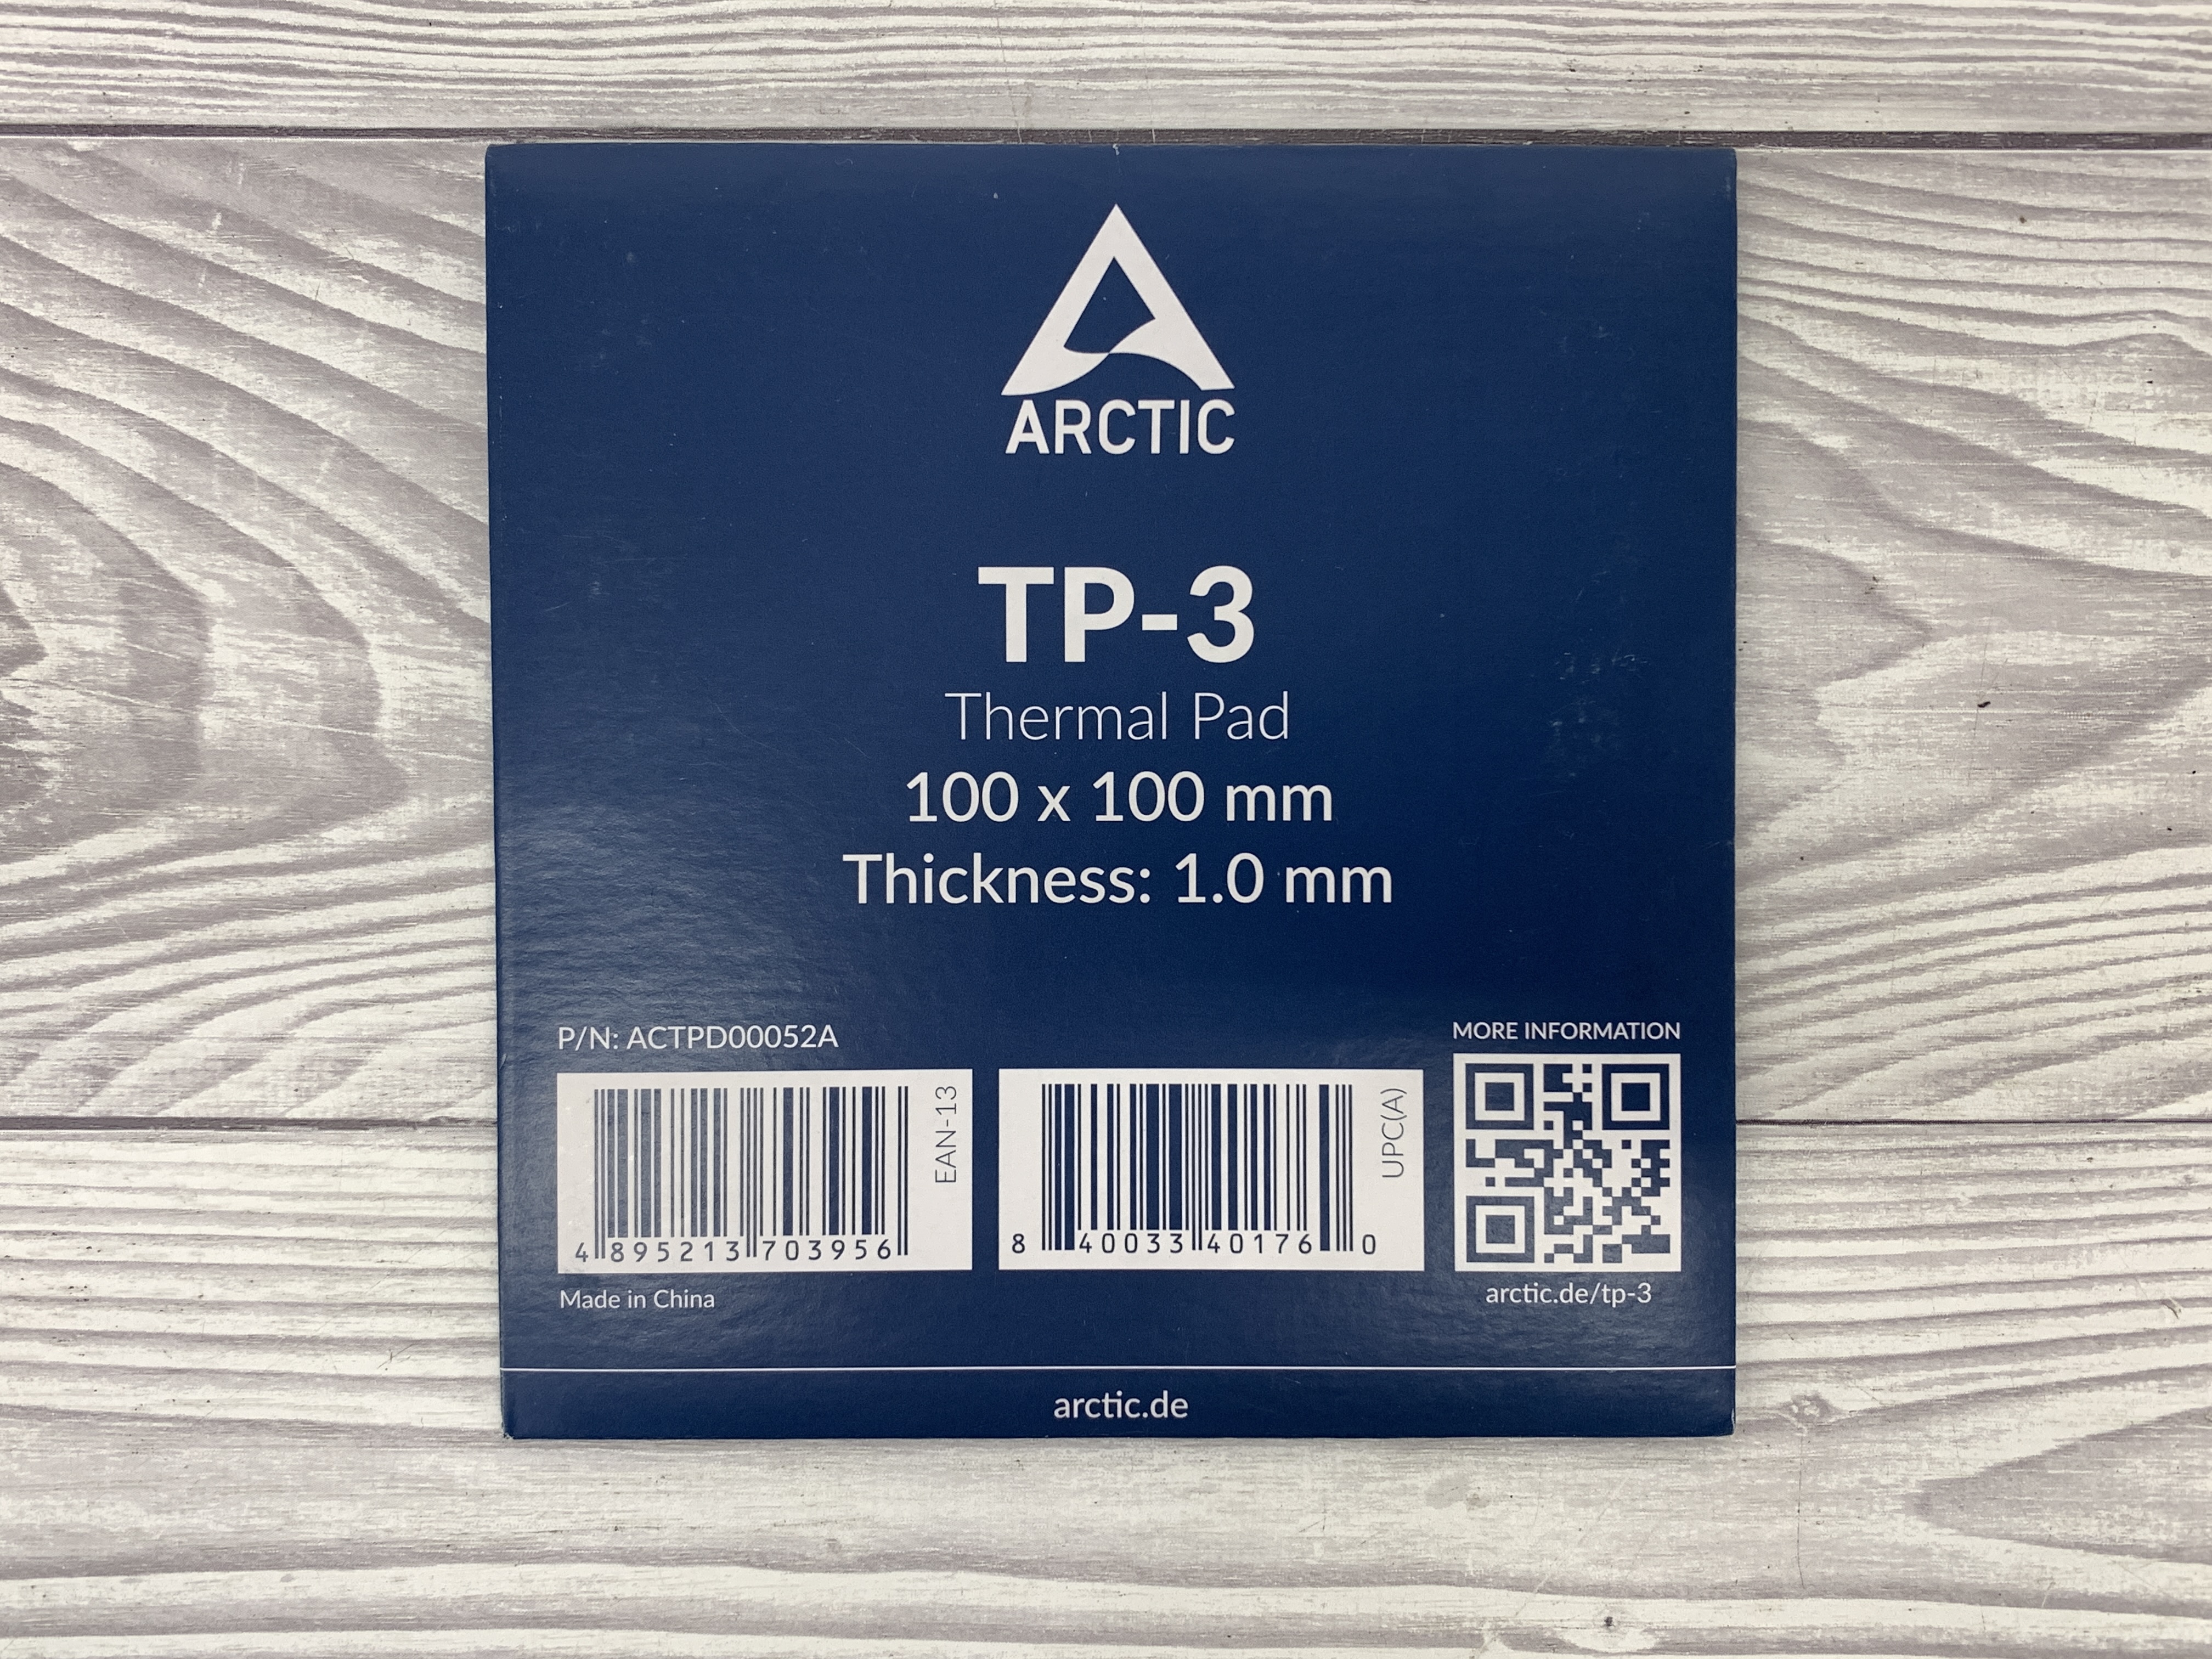 ARCTIC
TP-3
Thermal Pad
100 x 100 mm
Thickness: 1.0 mm
P/N: ACTPD00052A
MORE INFORMATION
EAN-13
4 895213 703956
UPC(A)
8 40033 40176 0
Made in China
arctic.de/tp-3
arctic.de